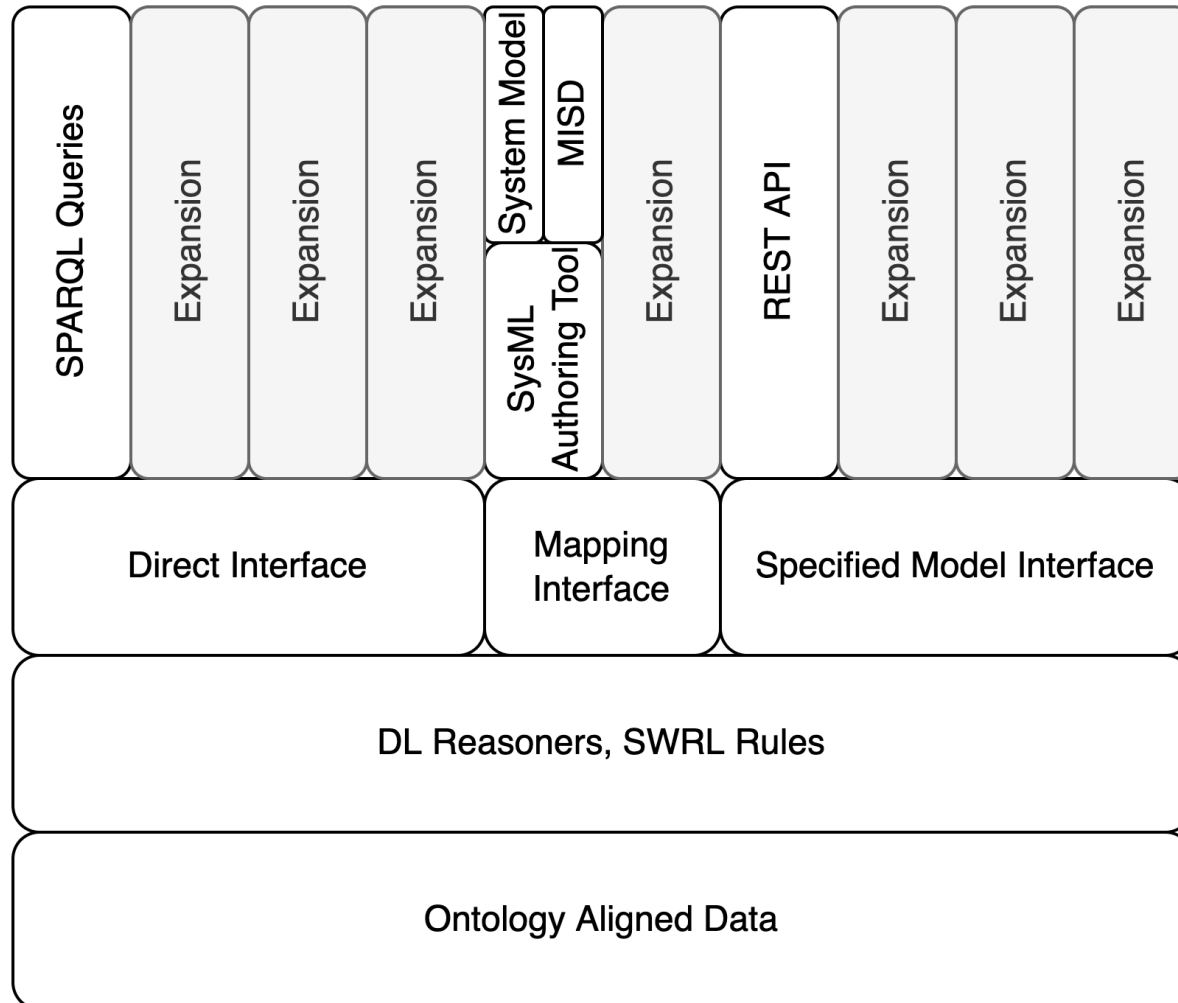 SPARQL Queries
Expansion
Expansion
Expansion
System Model
MISD
SysML
Authoring Tool
Expansion
REST API
Expansion
Expansion
Expansion
Direct Interface
Mapping
Interface
Specified Model Interface
DL Reasoners, SWRL Rules
Ontology Aligned Data